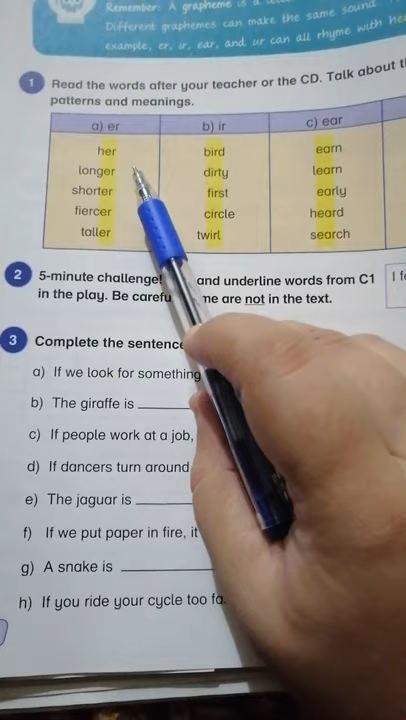 Remember: A grapheme is a
Different graphemes can make the same sound.
example, er, ir, ear, and ur can all rhyme with
1 Read the words after your teacher or the CD. Talk about
patterns and meanings.
a) er b) ir c) ear
her bird earn
longer dirty learn
shorter first early
fiercer circle heard
taller twirl search
2 5-minute challenge! and underline words from C1
in the play. Be are not in the text.
3 Complete the
a) If we look for something
b) The giraffe is
c) If people work at a job,
d) If dancers turn around
e) The jaguar is
f) If we put paper in fire, it
g) A snake is
h) If you ride your cycle too